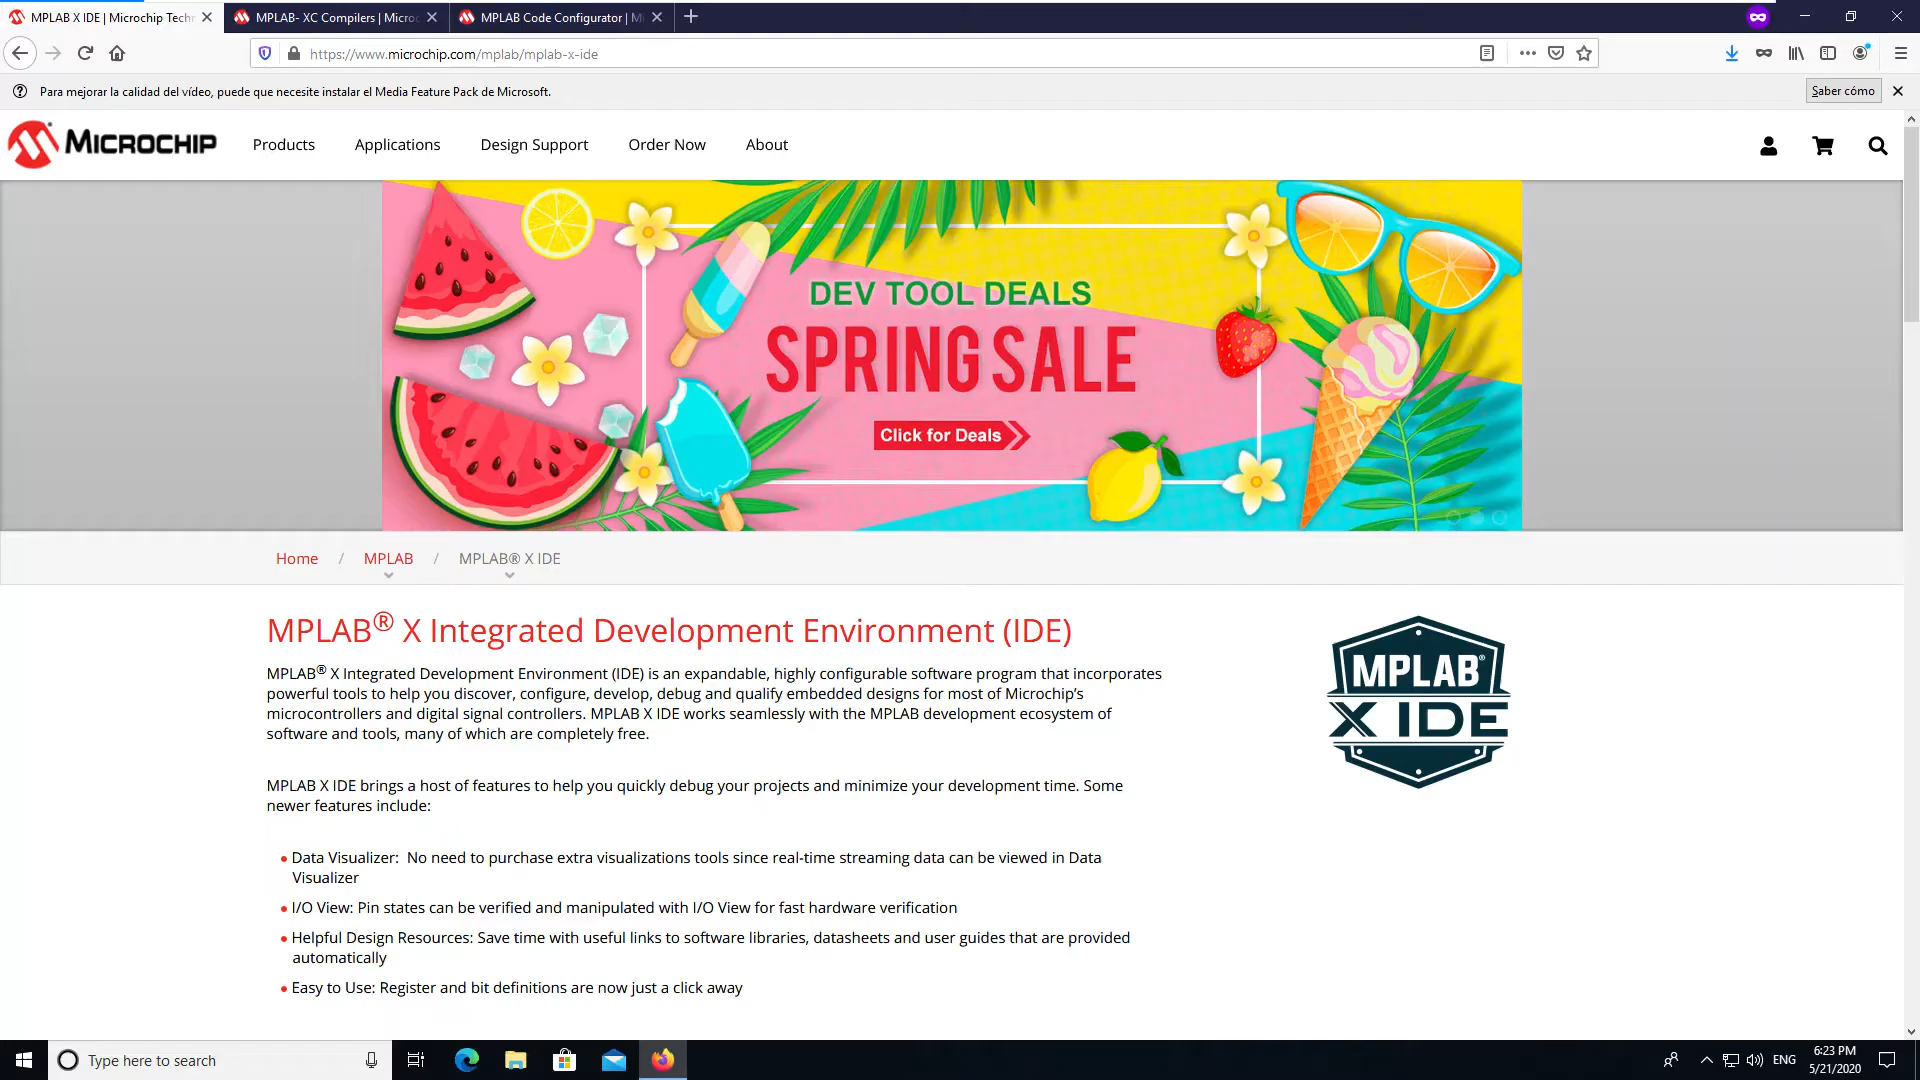 MPLAB X IDE | Microchip Techn
MPLAB- XC Compilers | Microc
MPLAB Code Configurator | M
https://www.microchip.com/mplab/mplab-x-ide
Para mejorar la calidad del vídeo, puede que necesite instalar el Media Feature Pack de Microsoft.
Saber cómo
MICROCHIP
Products
Applications
Design Support
Order Now
About
DEV TOOL DEALS
SPRING SALE
Click for Deals
Home / MPLAB / MPLAB® X IDE
MPLAB® X Integrated Development Environment (IDE)
MPLAB® X Integrated Development Environment (IDE) is an expandable, highly configurable software program that incorporates
powerful tools to help you discover, configure, develop, debug and qualify embedded designs for most of Microchip’s
microcontrollers and digital signal controllers. MPLAB X IDE works seamlessly with the MPLAB development ecosystem of
software and tools, many of which are completely free.
MPLAB X IDE brings a host of features to help you quickly debug your projects and minimize your development time. Some
newer features include:
• Data Visualizer:  No need to purchase extra visualizations tools since real-time streaming data can be viewed in Data
Visualizer
• I/O View: Pin states can be verified and manipulated with I/O View for fast hardware verification
• Helpful Design Resources: Save time with useful links to software libraries, datasheets and user guides that are provided
automatically
• Easy to Use: Register and bit definitions are now just a click away
MPLAB®
X IDE
Type here to search
ENG
6:23 PM
5/21/2020